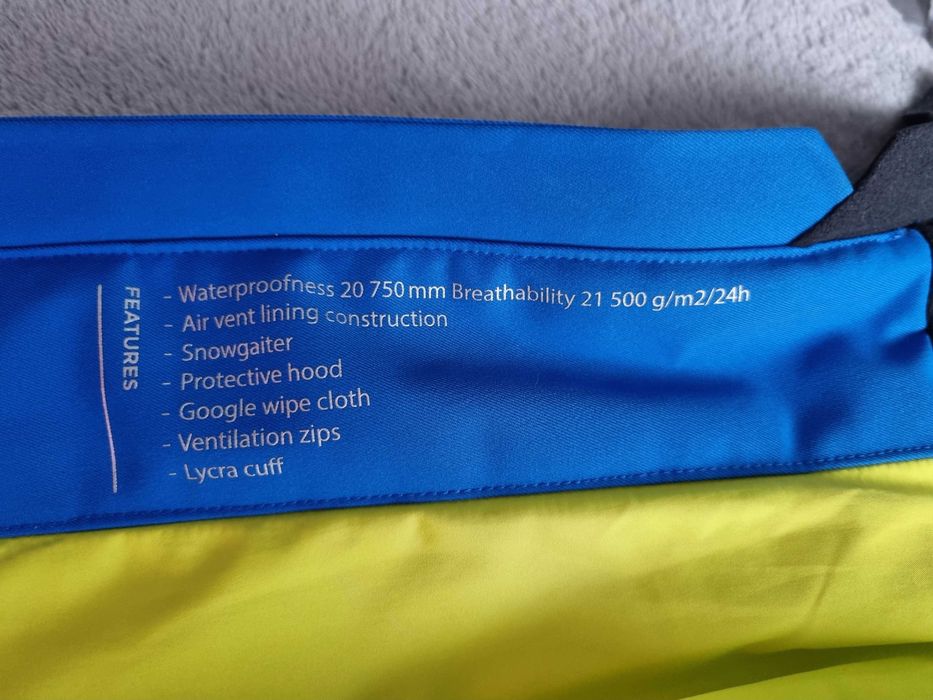 FEATURES
- Waterproofness 20 750 mm Breathability 21 500 g/m2/24h
- Air vent lining construction
- Snowgaiter
- Protective hood
- Google wipe cloth
- Ventilation zips
- Lycra cuff